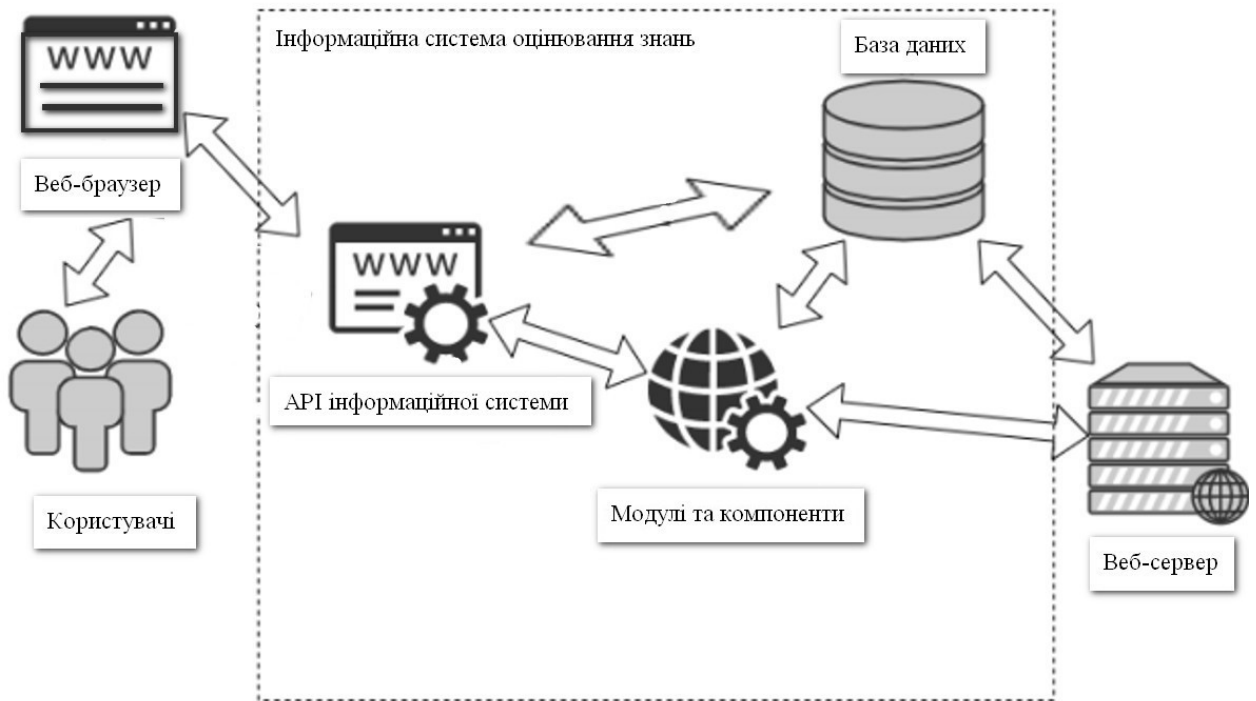 WWW
Інформаційна система оцінювання знань
База даних
Веб-браузер
WWW
API інформаційної системи
Користувачі
Модулі та компоненти
Веб-сервер